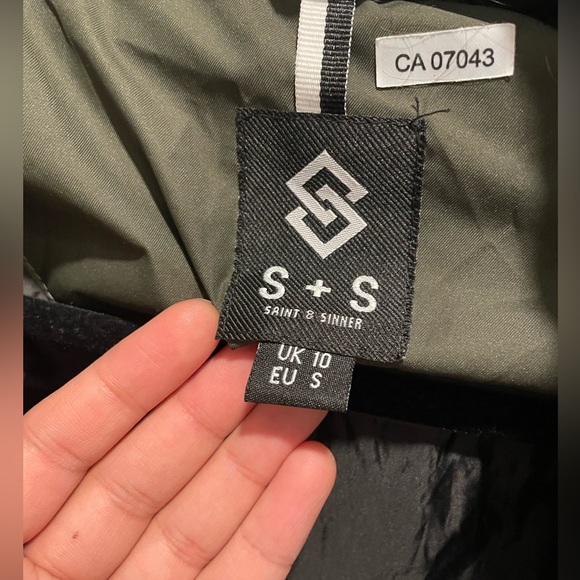 CA 07043
S + S
SAINT & SINNER
UK 10
EU S